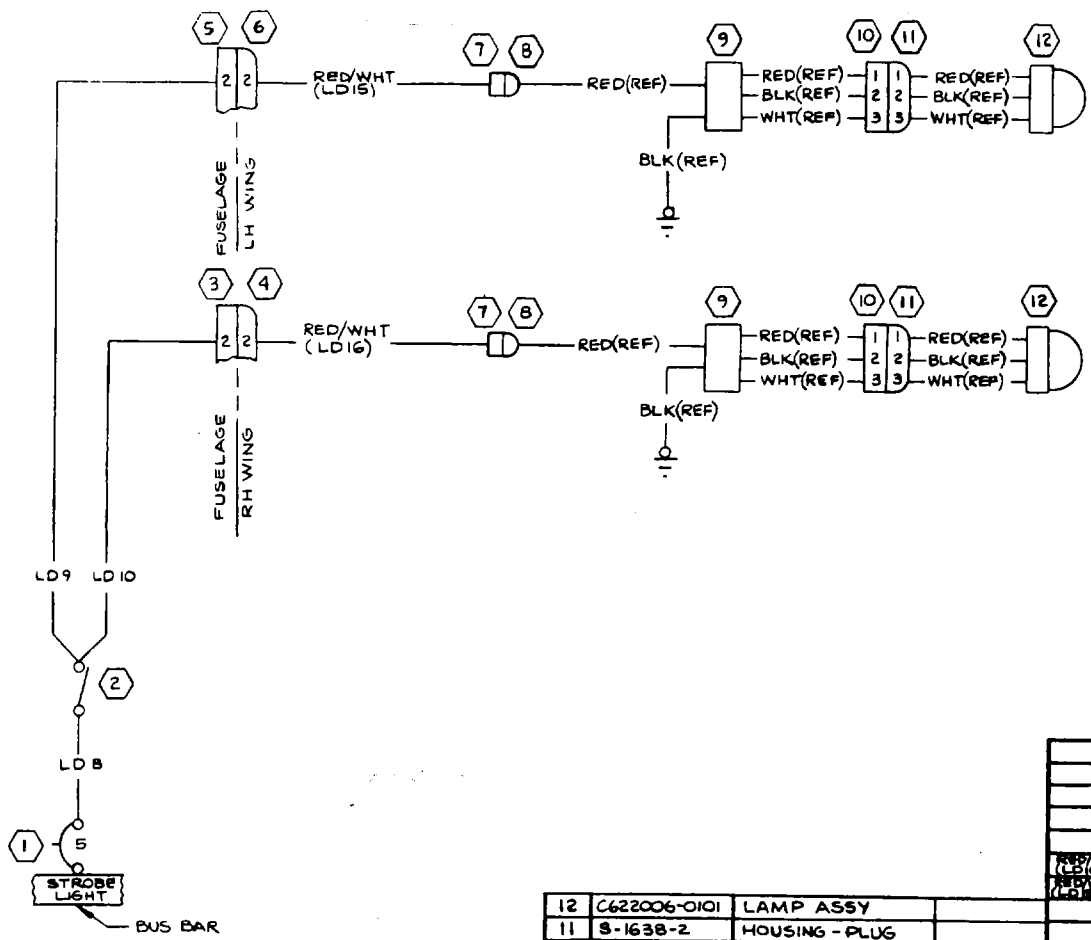 5 6 7 8 9 10 11 12
2 2 RED/WHT (LD15) RED(REF) RED(REF) 1 1 RED(REF)
BLK(REF) 2 2 BLK(REF)
WHT(REF) 3 3 WHT(REF)
BLK(REF)
FUSELAGE
LH WING
3 4 7 8 9 10 11 12
2 2 RED/WHT (LD16) RED(REF) RED(REF) 1 1 RED(REF)
BLK(REF) 2 2 BLK(REF)
WHT(REF) 3 3 WHT(REF)
BLK(REF)
FUSELAGE
RH WING
LD9 LD10
2
LD8
1 5
STROBE
LIGHT
BUS BAR
12 C622006-0101 LAMP ASSY
11 S-1638-2 HOUSING-PLUG